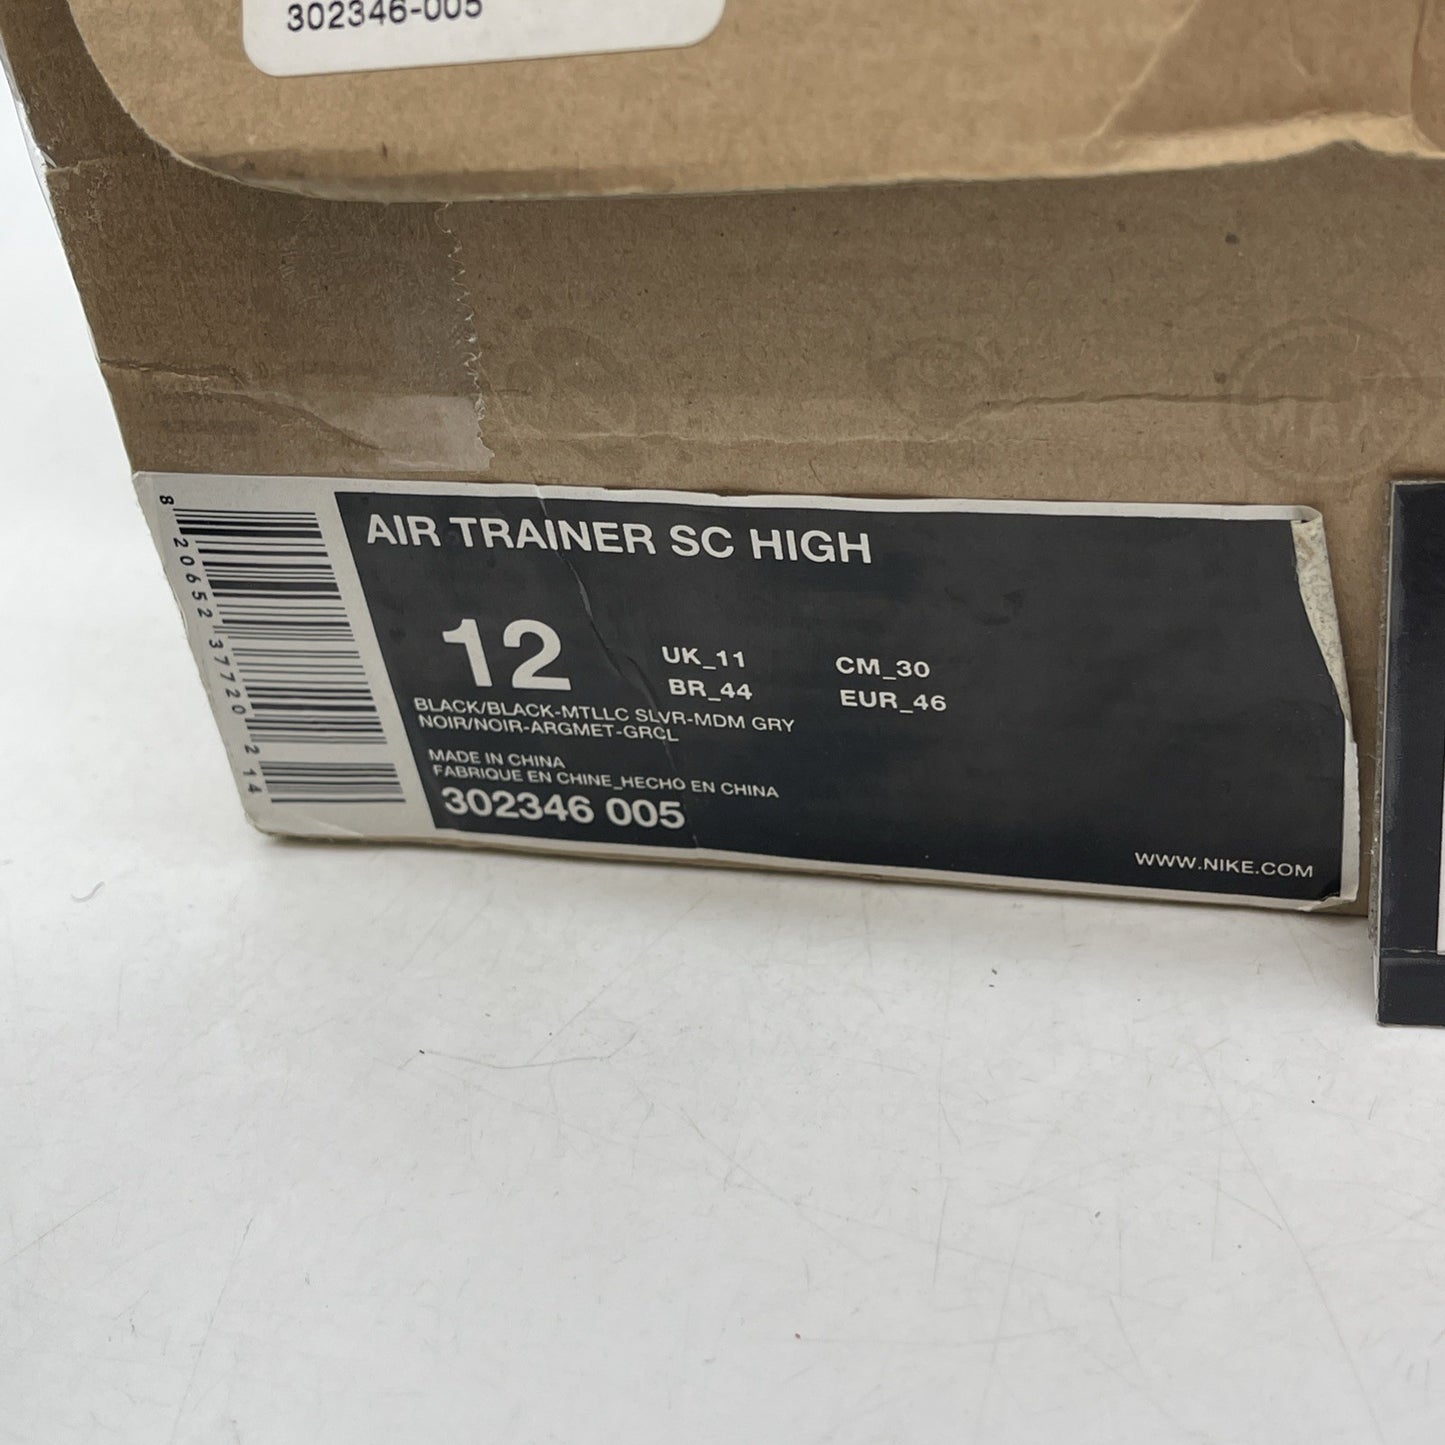 302346-005
MAX
8 20652 37720 2 14
AIR TRAINER SC HIGH
12
UK_11 CM_30
BR_44 EUR_46
BLACK/BLACK-MTLLC SLVR-MDM GRY
NOIR/NOIR-ARGMET-GRCL
MADE IN CHINA
FABRIQUE EN CHINE_HECHO EN CHINA
302346 005
WWW.NIKE.COM